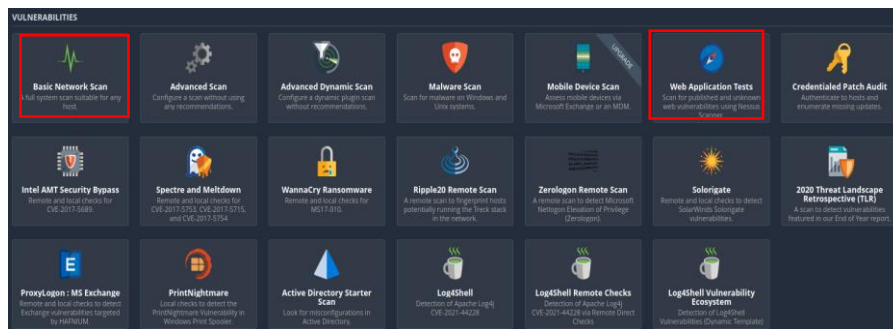 VULNERABILITIES
Basic Network Scan
A full system scan suitable for any
host.
Advanced Scan
Configure a scan without using
any recommendations.
Advanced Dynamic Scan
Configure a dynamic plugin scan
without recommendations.
Malware Scan
Scan for malware on Windows and
Unix systems.
UPGRADE
Mobile Device Scan
Assess mobile devices via
Microsoft Exchange or an MDM.
Web Application Tests
Scan for published and unknown
web vulnerabilities using Nessus
Scanner.
Credentialed Patch Audit
Authenticate to hosts and
enumerate missing updates.
Intel AMT Security Bypass
Remote and local checks for
CVE-2017-5689.
Spectre and Meltdown
Remote and local checks for
CVE-2017-5753, CVE-2017-5715,
and CVE-2017-5754
WannaCry Ransomware
Remote and local checks for
MS17-010.
Ripple20 Remote Scan
A remote scan to fingerprint hosts
potentially running the Treck stack
in the network.
Zerologon Remote Scan
A remote scan to detect Microsoft
Netlogon Elevation of Privilege
(Zerologon).
Solorigate
Remote and local checks to detect
SolarWinds Solorigate
vulnerabilities.
2020 Threat Landscape
Retrospective (TLR)
A scan to detect vulnerabilities
featured in our End of Year report.
ProxyLogon : MS Exchange
Remote and local checks to detect
Exchange vulnerabilities targeted
by HAFNIUM.
PrintNightmare
Local checks to detect the
PrintNightmare Vulnerability in
Windows Print Spooler.
Active Directory Starter
Scan
Look for misconfigurations in
Active Directory.
Log4Shell
Detection of Apache Log4j
CVE-2021-44228
Log4Shell Remote Checks
Detection of Apache Log4j
CVE-2021-44228 via Remote Direct
Checks
Log4Shell Vulnerability
Ecosystem
Detection of Log4Shell
Vulnerabilities (Dynamic Template)